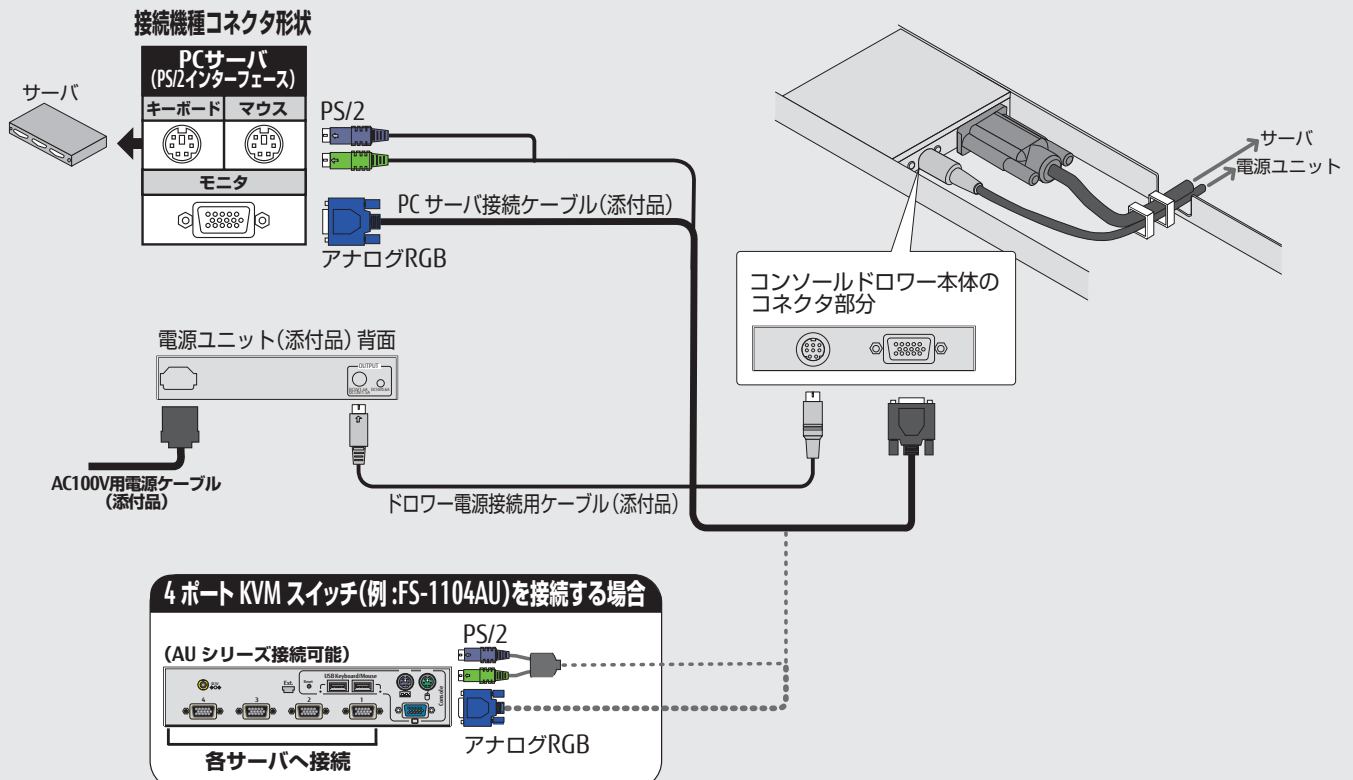 接続機種コネクタ形状
PCサーバ
(PS/2インターフェース)
キーボード
マウス
モニタ
サーバ
PS/2
PC サーバ接続ケーブル(添付品)
アナログRGB
サーバ
電源ユニット
コンソールドロワー本体の
コネクタ部分
電源ユニット(添付品) 背面
OUTPUT
AC100V用電源ケーブル
(添付品)
ドロワー電源接続用ケーブル(添付品)
4 ポート KVM スイッチ(例 :FS-1104AU)を接続する場合
(AU シリーズ接続可能)
PS/2
USB Keyboard/Mouse
Ext.
Reset
Console
4
3
2
1
アナログRGB
各サーバへ接続